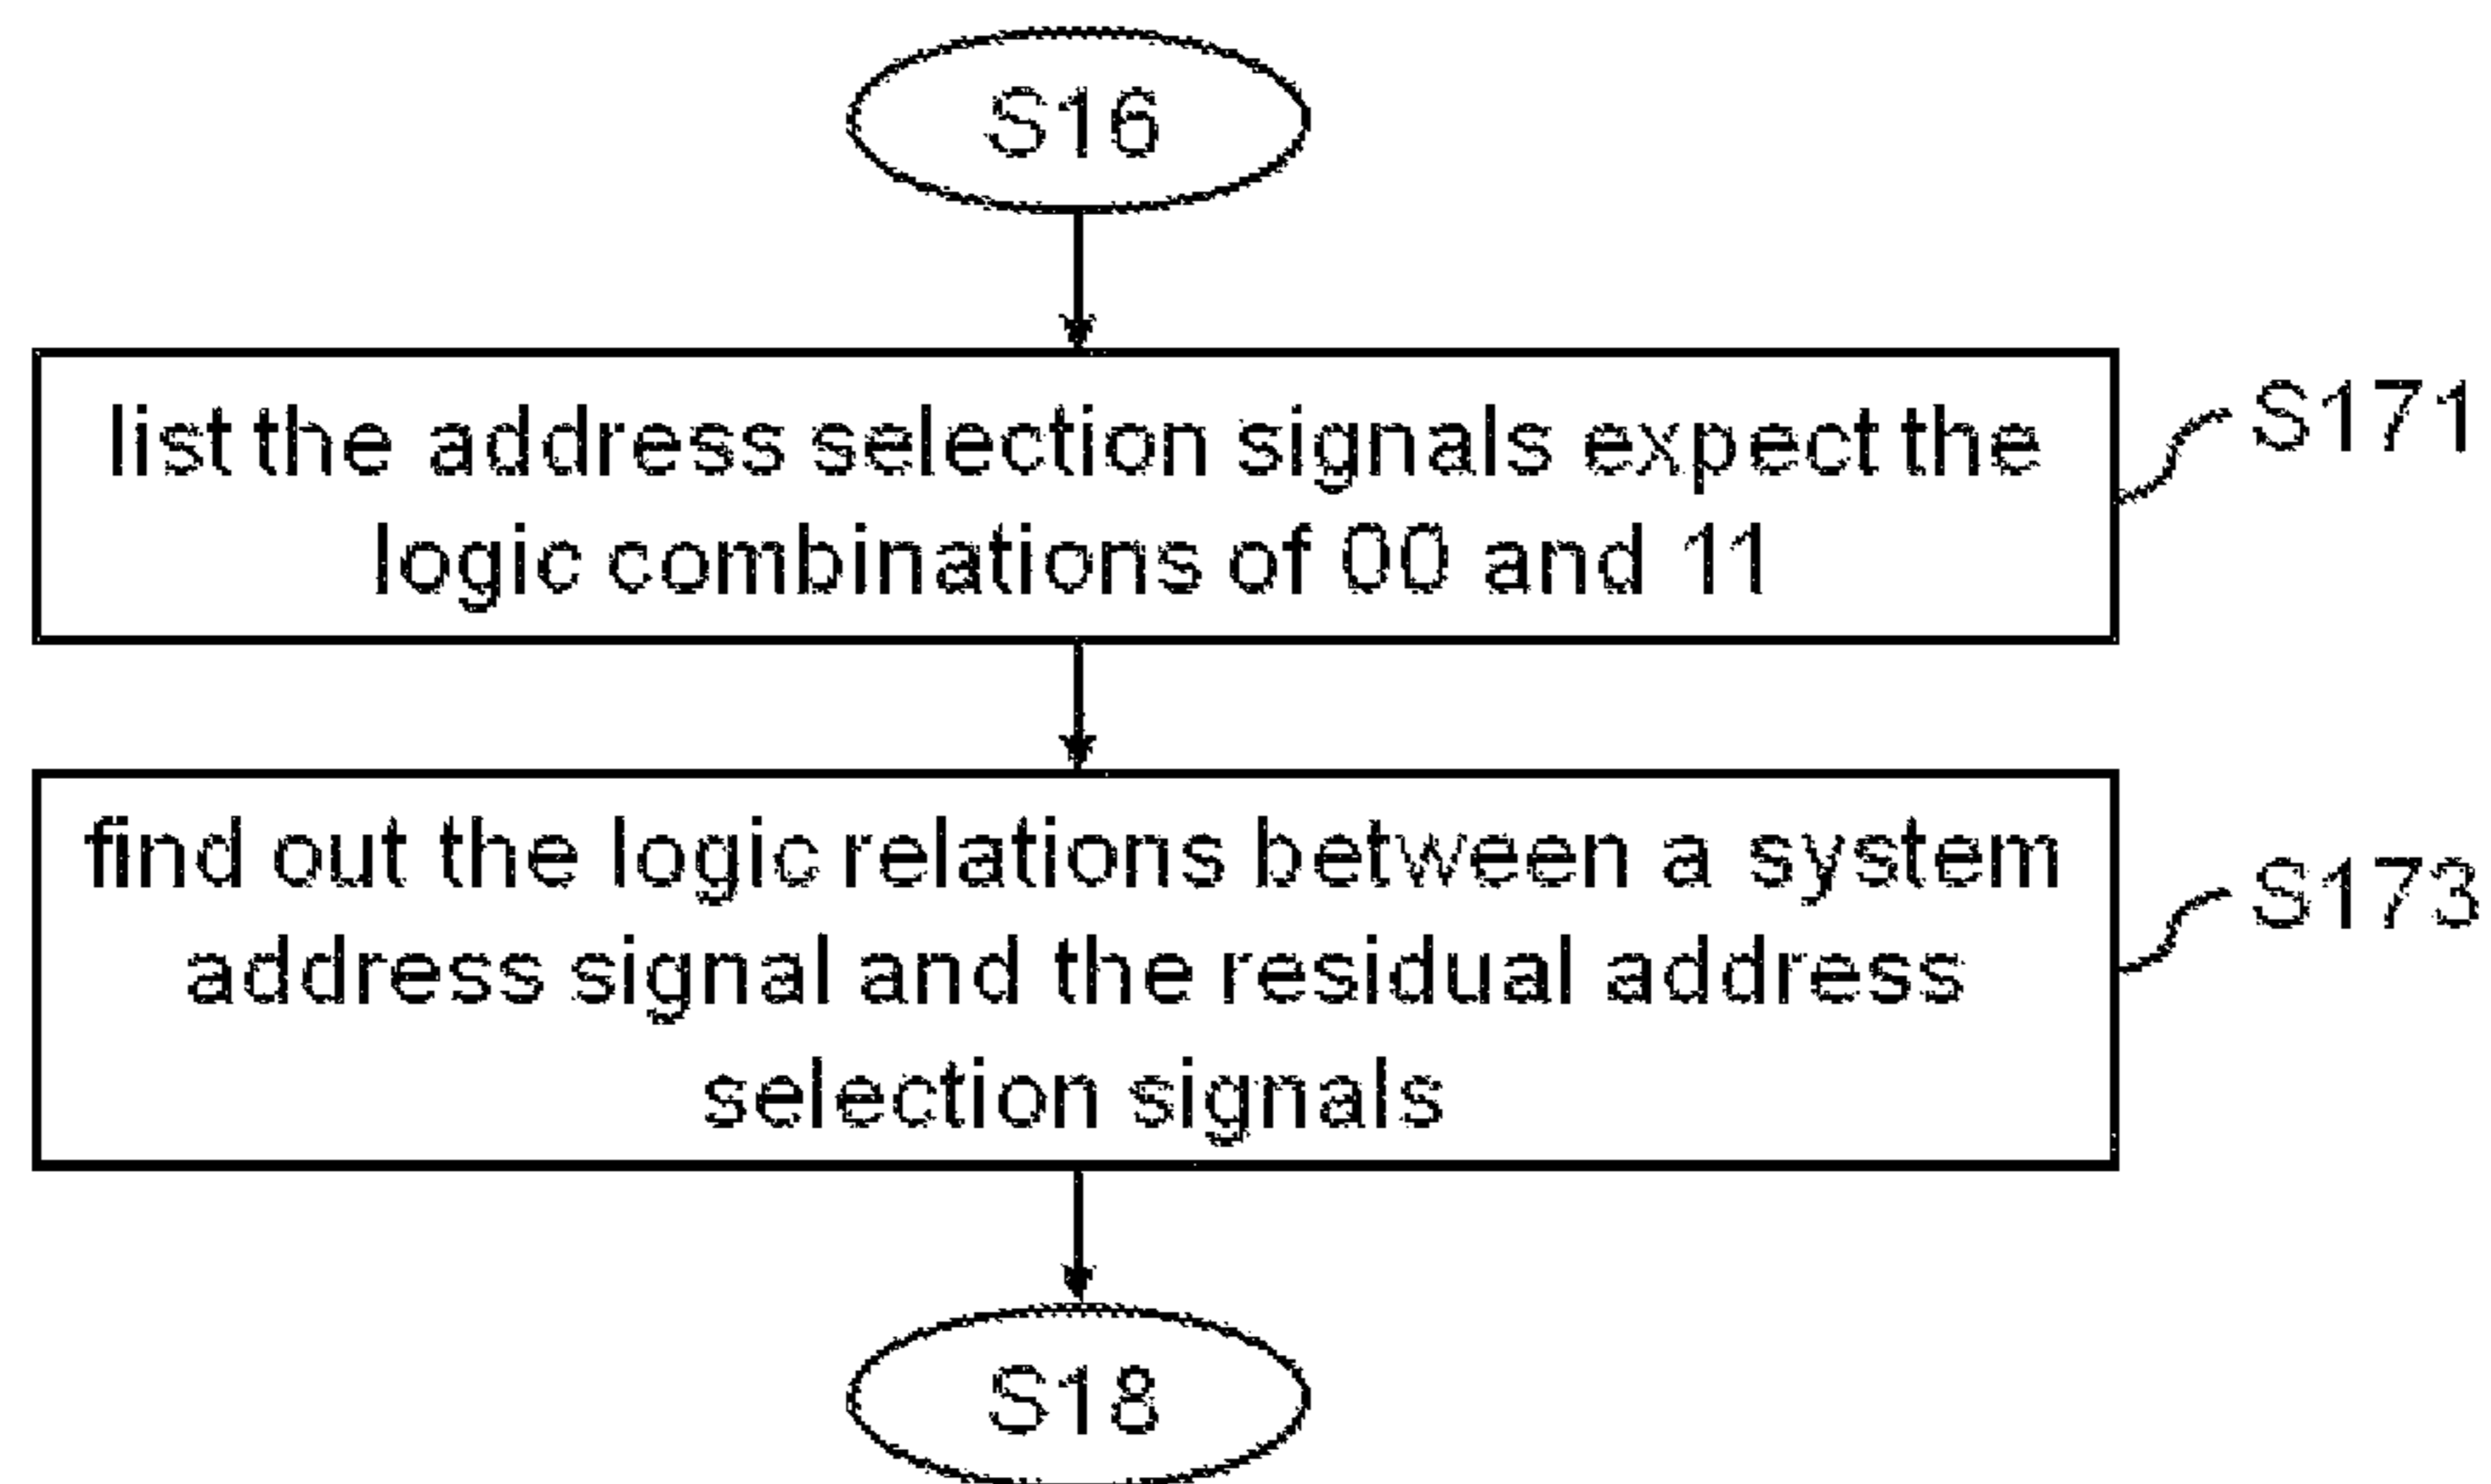 S16
list the address selection signals expect the
logic combinations of 00 and 11
S171
find out the logic relations between a system
address signal and the residual address
selection signals
S173
S18